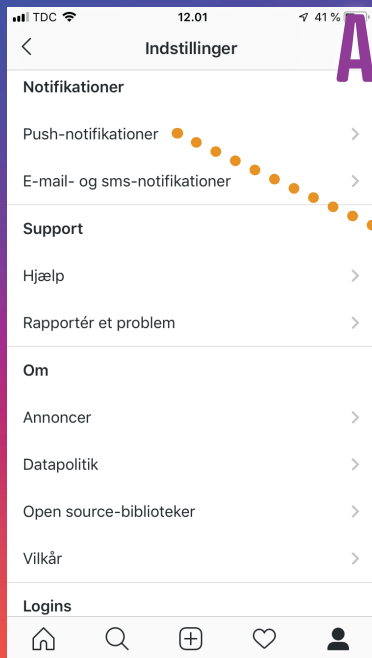 TDC 12.01 41 %
Indstillinger
A
Notifikationer
Push-notifikationer
E-mail- og sms-notifikationer
Support
Hjælp
Rapportér et problem
Om
Annoncer
Datapolitik
Open source-biblioteker
Vilkår
Logins